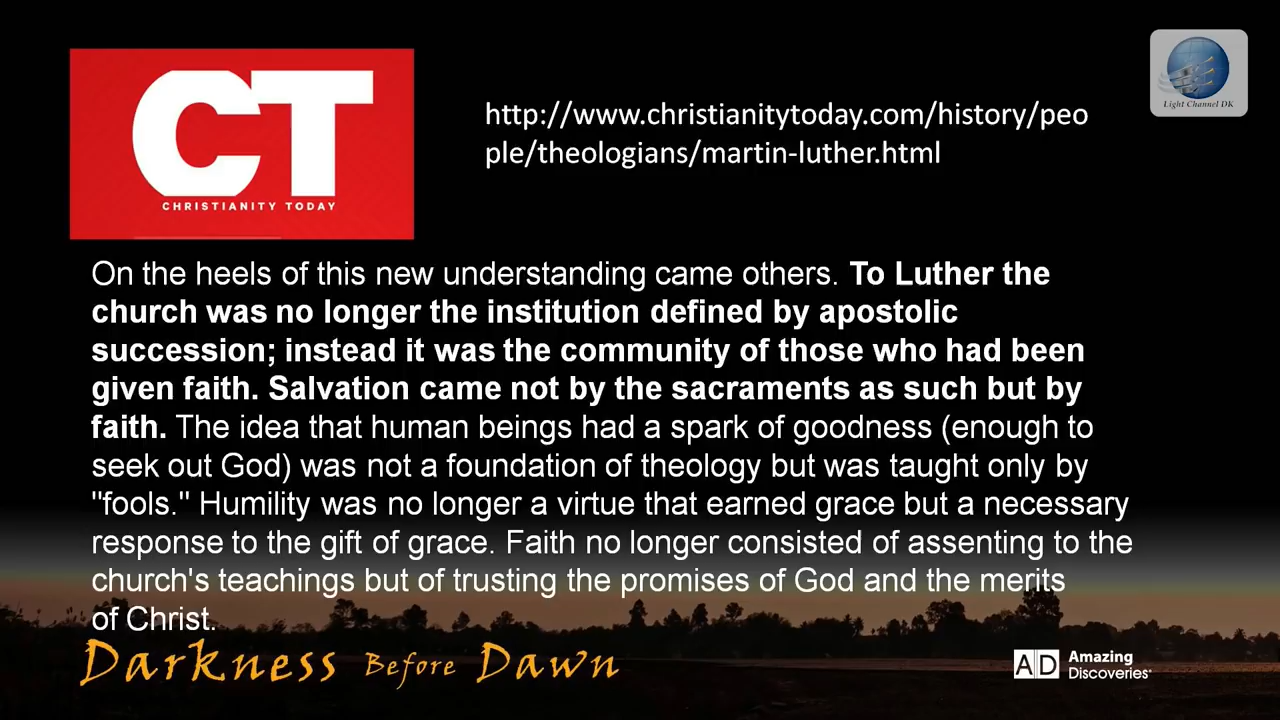 CT
CHRISTIANITY TODAY
http://www.christianitytoday.com/history/peo
ple/theologians/martin-luther.html
Light Channel DK
On the heels of this new understanding came others. To Luther the
church was no longer the institution defined by apostolic
succession; instead it was the community of those who had been
given faith. Salvation came not by the sacraments as such but by
faith. The idea that human beings had a spark of goodness (enough to
seek out God) was not a foundation of theology but was taught only by
"fools." Humility was no longer a virtue that earned grace but a necessary
response to the gift of grace. Faith no longer consisted of assenting to the
church's teachings but of trusting the promises of God and the merits
of Christ.
Darkness Before Dawn
AD Amazing
Discoveries